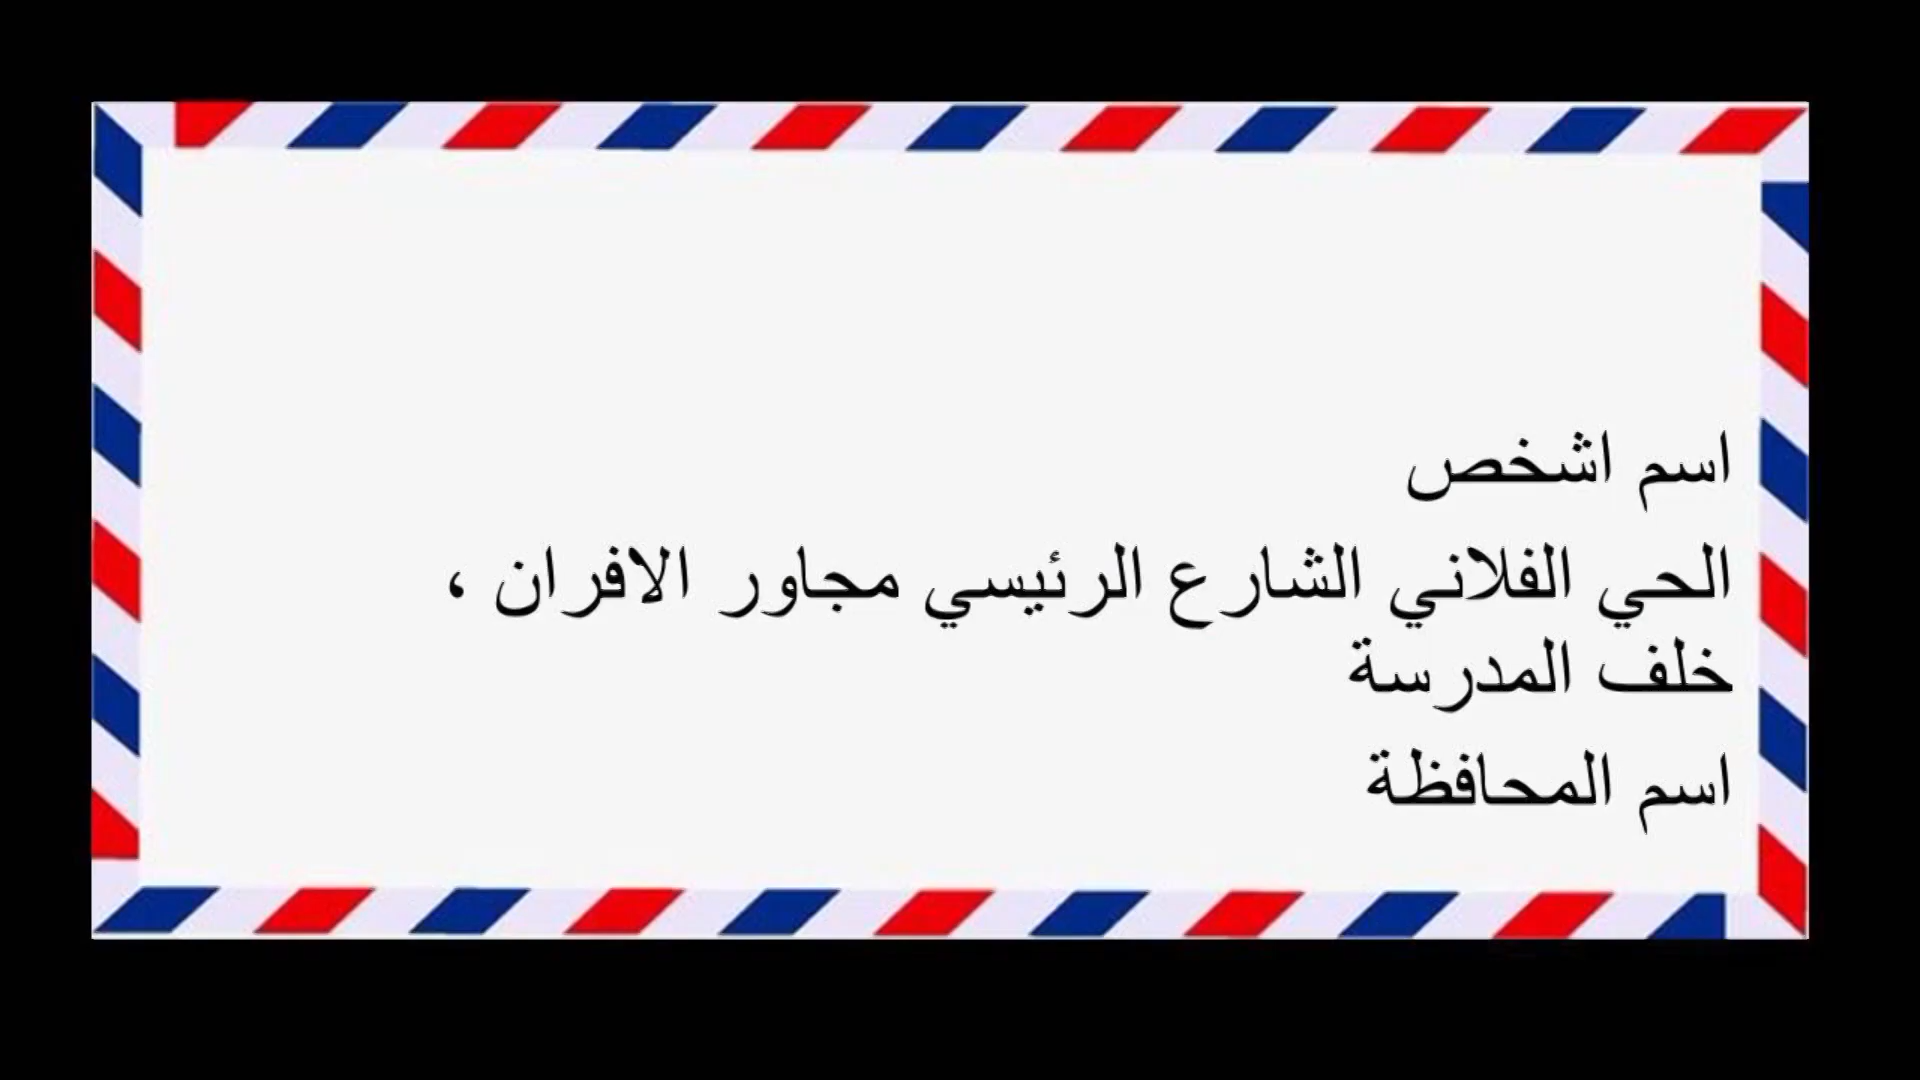 اسم اشخص
الحي الفلاني الشارع الرئيسي مجاور الافران ،
خلف المدرسة
اسم المحافظة